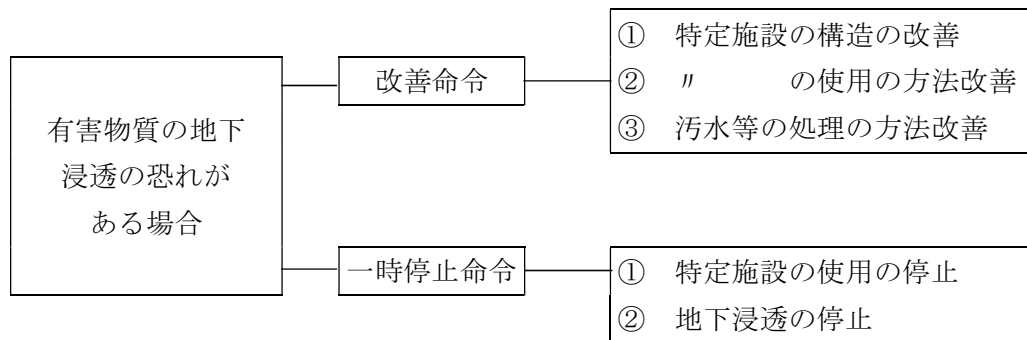 有害物質の地下
浸透の恐れが
ある場合
改善命令
① 特定施設の構造の改善
② 〃 の使用の方法改善
③ 汚水等の処理の方法改善
一時停止命令
① 特定施設の使用の停止
② 地下浸透の停止